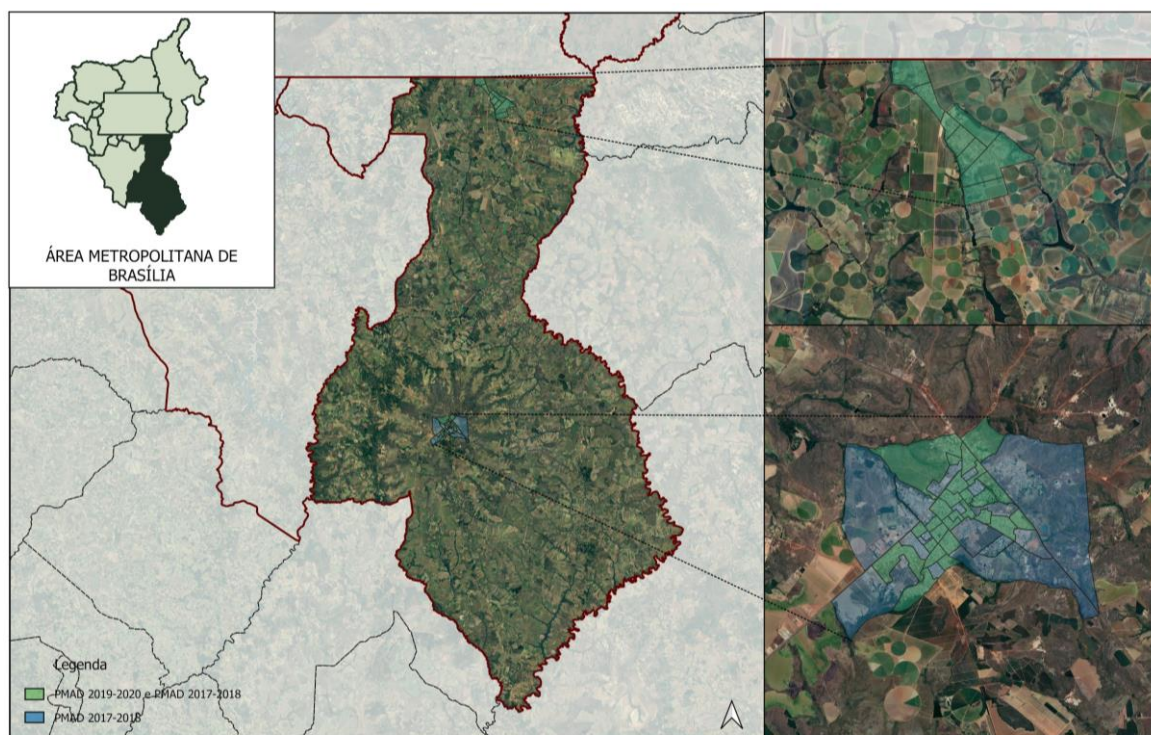 ÁREA METROPOLITANA DE
BRASÍLIA
Legenda
PMAD 2019-2020 e PMAD 2017-2018
PMAD 2017-2018